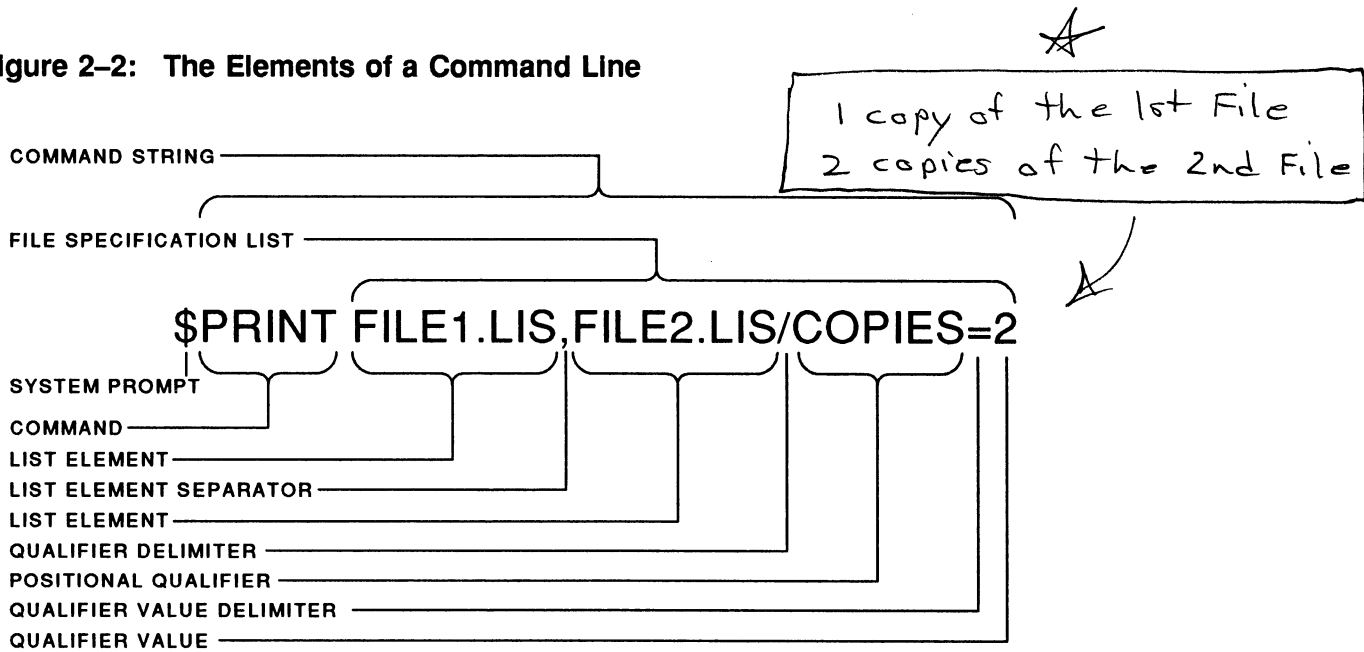 igure 2–2: The Elements of a Command Line
1 copy of the 1st File
2 copies of the 2nd File
COMMAND STRING
FILE SPECIFICATION LIST
$PRINT FILE1.LIS,FILE2.LIS/COPIES=2
SYSTEM PROMPT
COMMAND
LIST ELEMENT
LIST ELEMENT SEPARATOR
LIST ELEMENT
QUALIFIER DELIMITER
POSITIONAL QUALIFIER
QUALIFIER VALUE DELIMITER
QUALIFIER VALUE